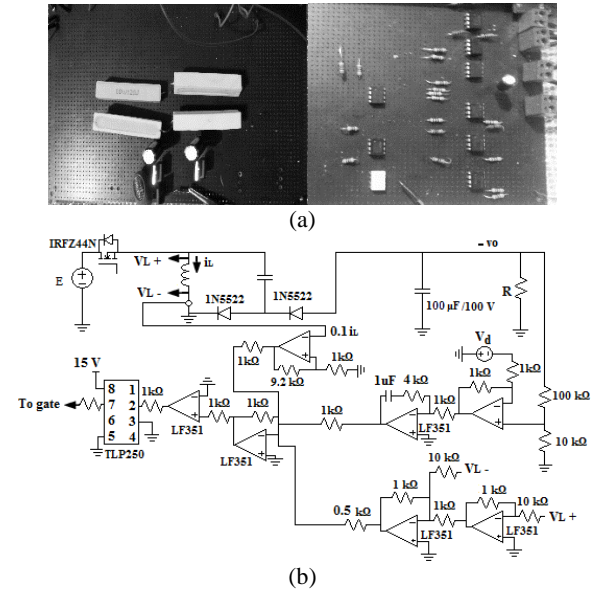 (a)
IRFZ44N
- vo
VL +
iL
E
VL -
1N5522
1N5522
100 µF/100 V
R
0.1 iL
Vd
1kΩ
1kΩ
9.2 kΩ
1kΩ
1kΩ
15 V
1uF
4 kΩ
100 kΩ
To gate
8 1
7 2
6 3
5 4
1kΩ
1kΩ
1kΩ
1kΩ
1kΩ
LF351
LF351
LF351
10 kΩ
TLP250
10 kΩ
VL -
1 kΩ
1 kΩ
10 kΩ
0.5 kΩ
1kΩ
VL +
LF351
LF351
(b)